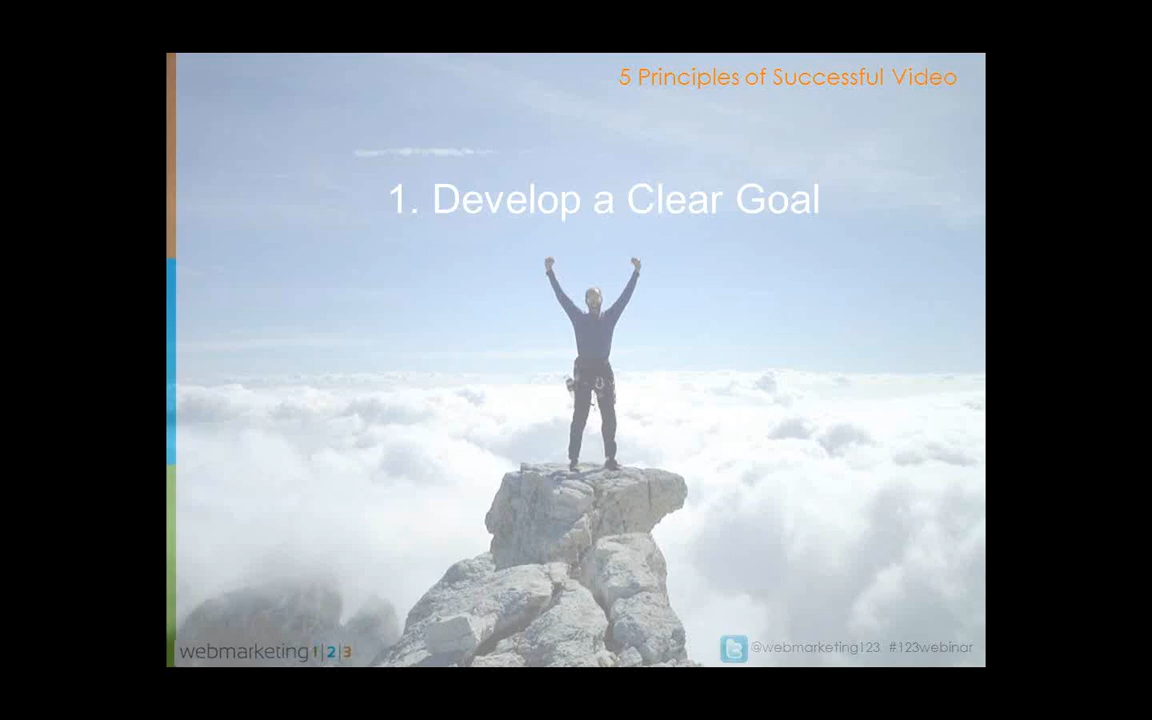 5 Principles of Successful Video
1. Develop a Clear Goal
webmarketing 1|2|3
@webmarketing123 #123webinar